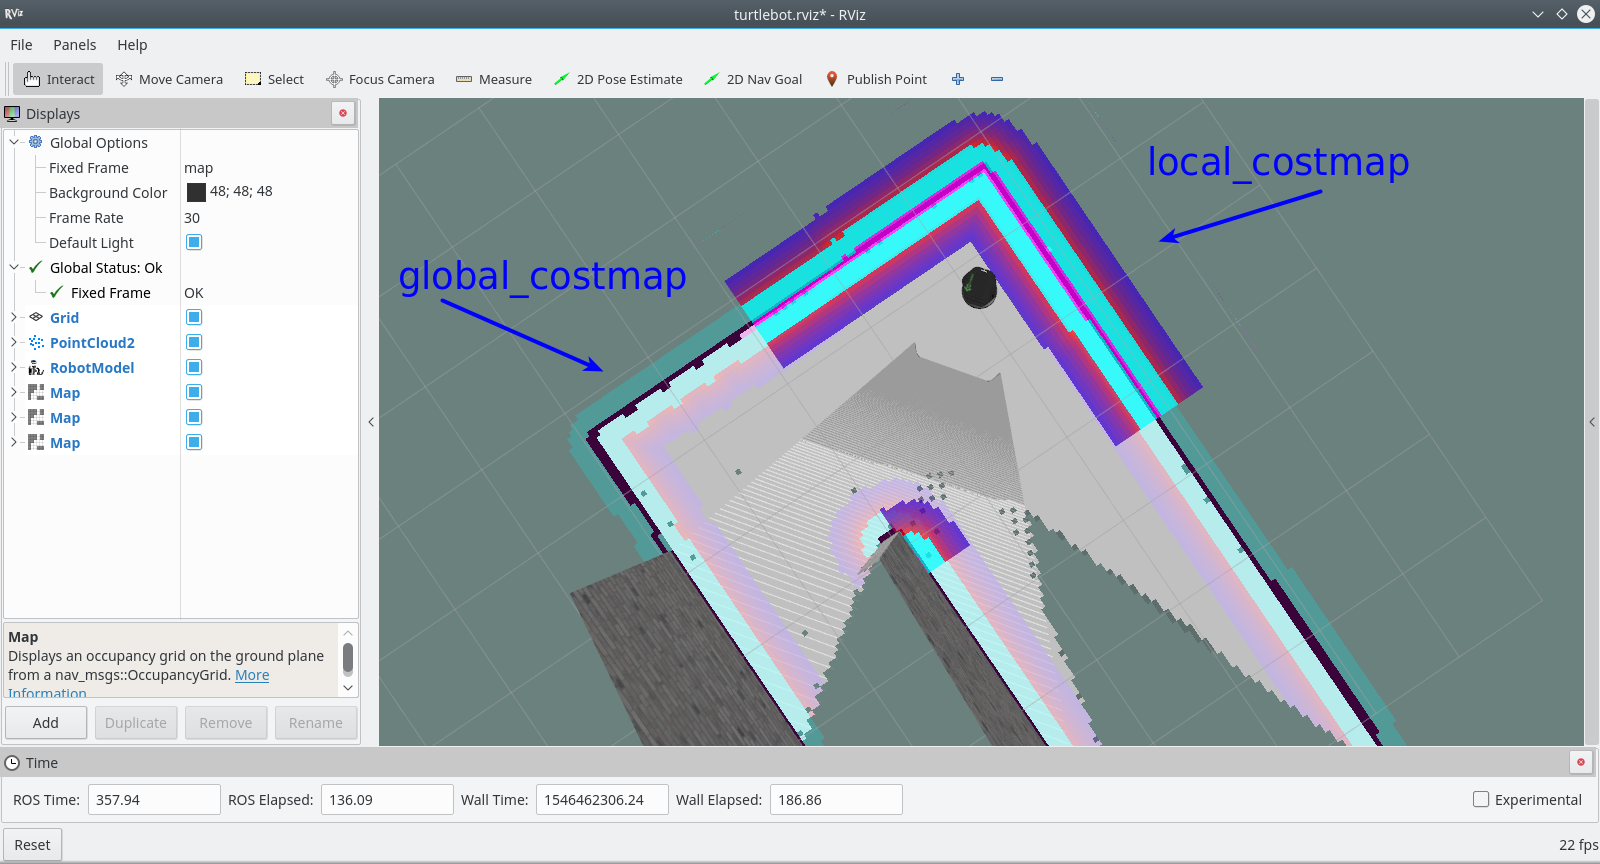 RViz
turtlebot.rviz* - RViz
File Panels Help
Interact Move Camera Select Focus Camera Measure 2D Pose Estimate 2D Nav Goal Publish Point
Displays
Global Options
Fixed Frame map
Background Color 48; 48; 48
Frame Rate 30
Default Light
Global Status: Ok
Fixed Frame OK
Grid
PointCloud2
RobotModel
Map
Map
Map
local_costmap
global_costmap
Map
Displays an occupancy grid on the ground plane
from a nav_msgs::OccupancyGrid. More
Information
Add Duplicate Remove Rename
Time
ROS Time: 357.94 ROS Elapsed: 136.09 Wall Time: 1546462306.24 Wall Elapsed: 186.86 Experimental
Reset 22 fps